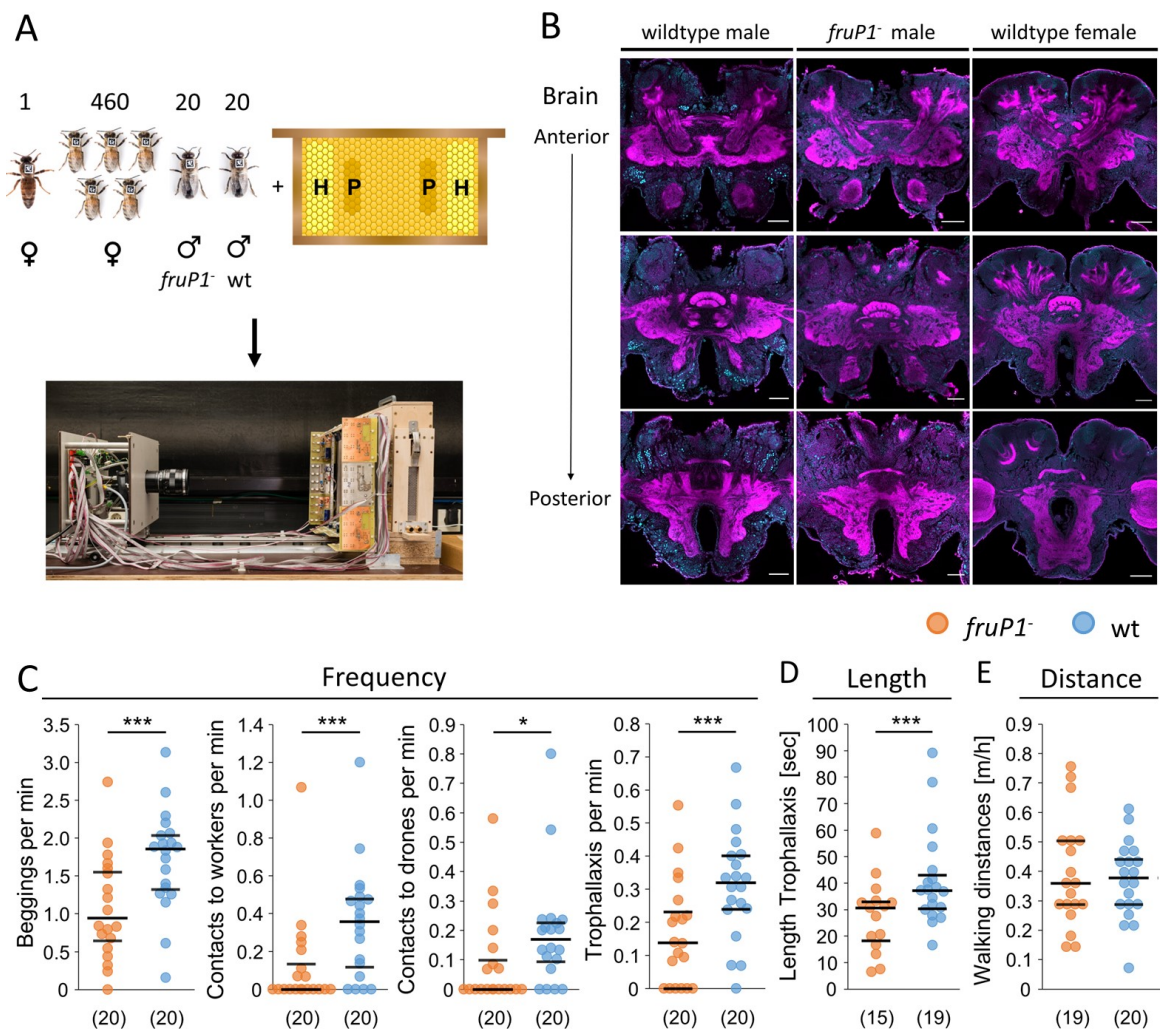 A
1 460 20 20
+
H P P H
♀ ♀ ♂ ♂
fruP1- wt
B
wildtype male fruP1- male wildtype female
Brain
Anterior
Posterior
fruP1- wt
C
Frequency
Beggings per min
3.5
3.0
2.5
2.0
1.5
1.0
0.5
0
***
(20) (20)
Contacts to workers per min
1.4
1.2
1.0
0.8
0.6
0.4
0.2
0
***
(20) (20)
Contacts to drones per min
0.9
0.8
0.7
0.6
0.5
0.4
0.3
0.2
0.1
0
*
(20) (20)
Trophallaxis per min
0.8
0.7
0.6
0.5
0.4
0.3
0.2
0.1
0
***
(20) (20)
D
Length
Length Trophallaxis [sec]
100
90
80
70
60
50
40
30
20
10
0
***
(15) (19)
E
Distance
Walking dinstances [m/h]
0.9
0.8
0.7
0.6
0.5
0.4
0.3
0.2
0.1
0
(19) (20)